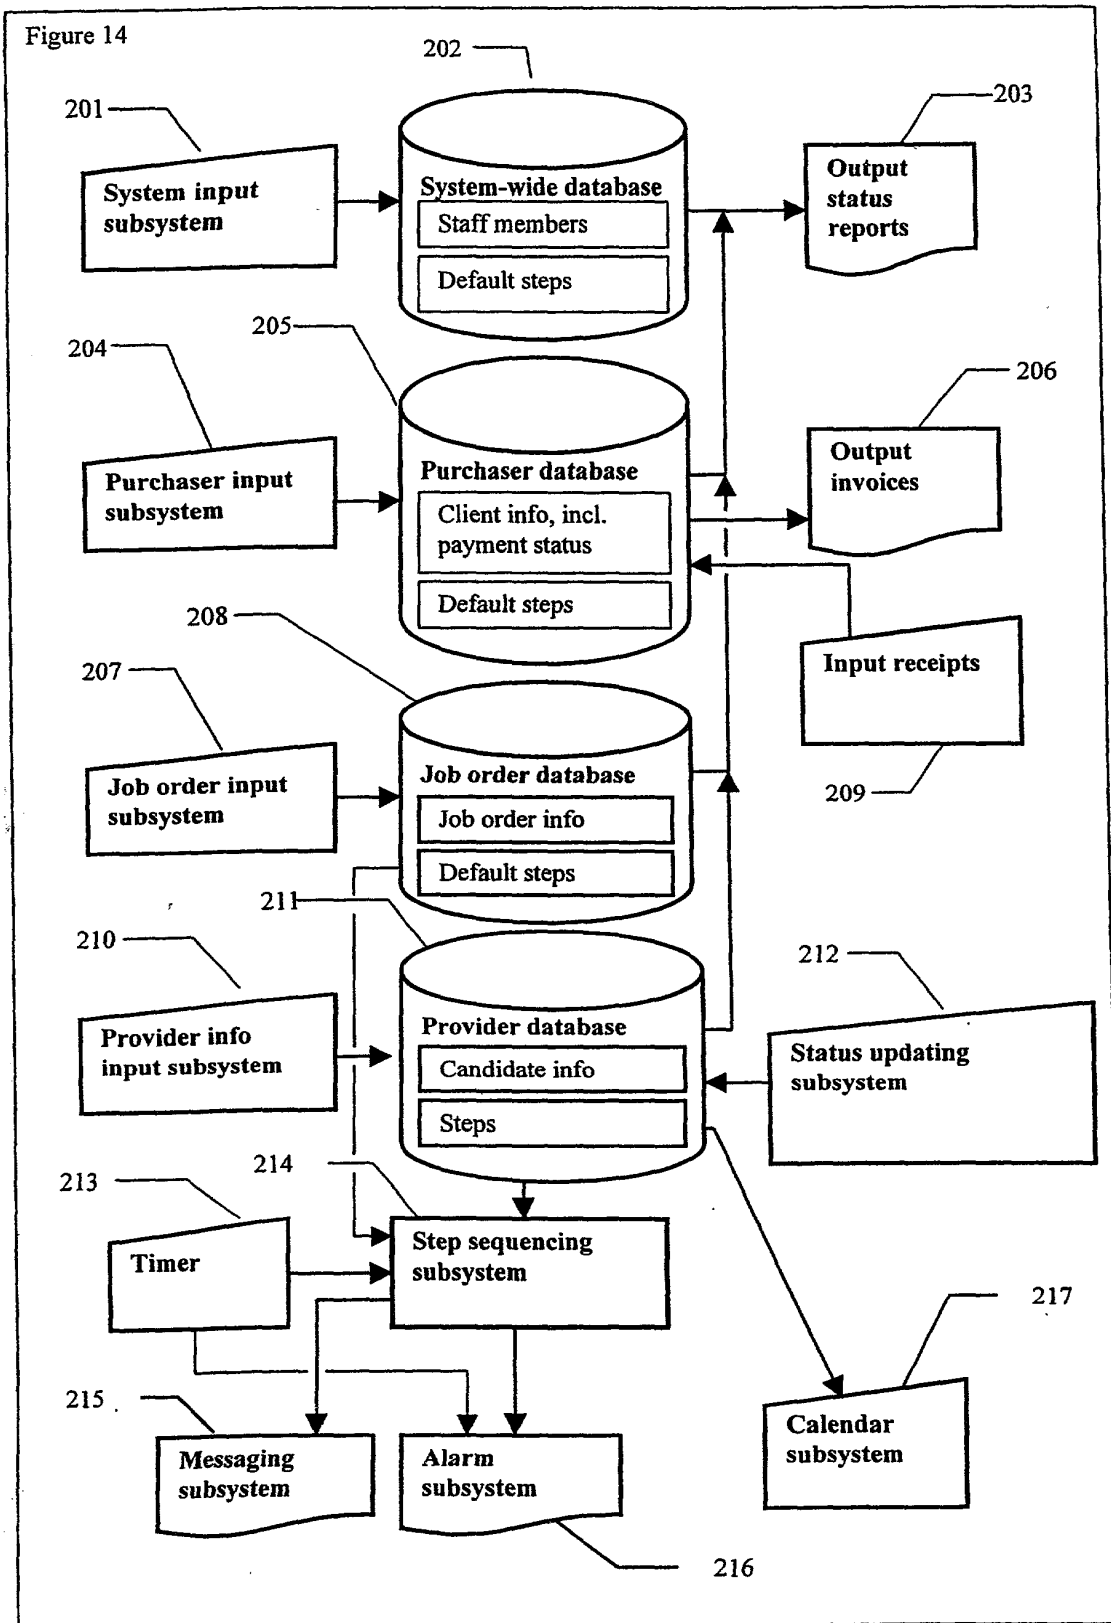 Figure 14
202
201
203
System input
subsystem
System-wide database
Staff members
Default steps
Output
status
reports
205
204
206
Purchaser input
subsystem
Purchaser database
Client info, incl.
payment status
Default steps
Output
invoices
208
207
Input receipts
209
Job order input
subsystem
Job order database
Job order info
Default steps
211
210
212
Provider info
input subsystem
Provider database
Candidate info
Steps
Status updating
subsystem
214
213
Timer
Step sequencing
subsystem
217
215
Messaging
subsystem
Alarm
subsystem
Calendar
subsystem
216